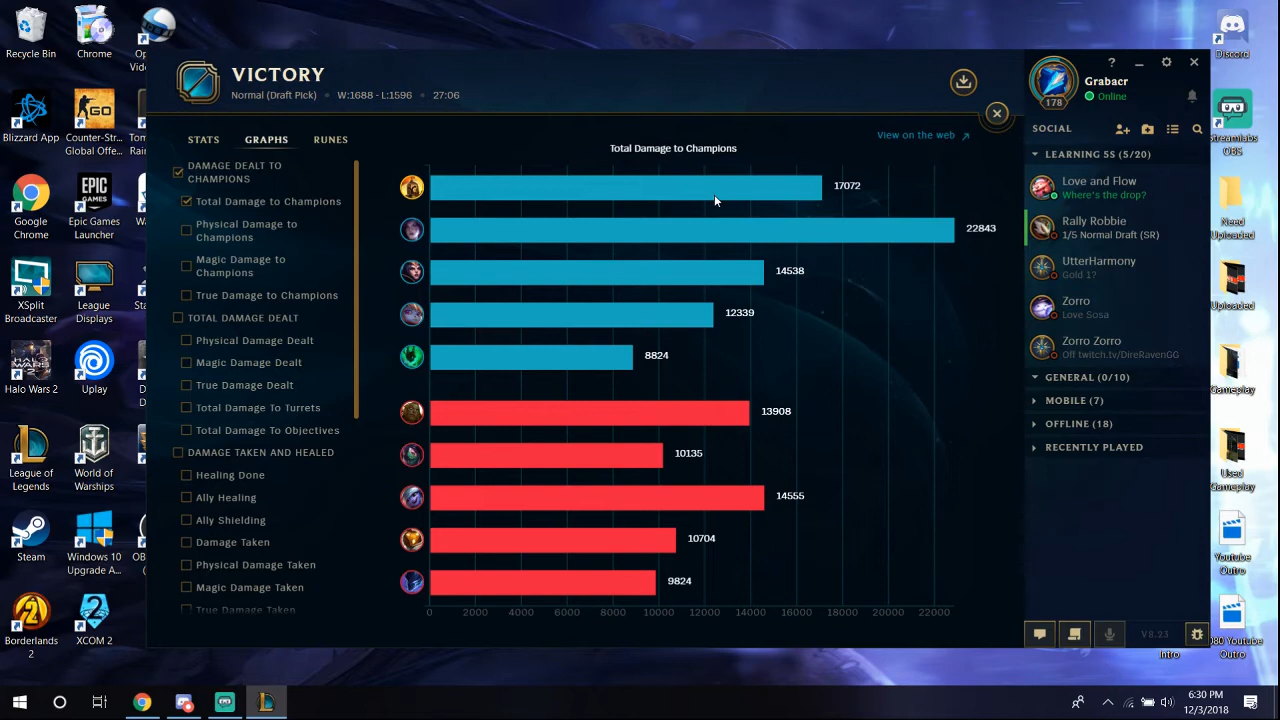 Recycle Bin
Chrome
Blizzard App
Counter-Str...
Global Offe...
Google
Chrome
Epic Games
Launcher
XSplit
Broadcaster
League
Displays
Halo Wars 2
Uplay
League of
Legends
World of
Warships
Steam
Windows 10
Upgrade A...
Borderlands
2
XCOM 2
EPIC
GAMES
GO
VICTORY
Normal (Draft Pick) • W:1688 - L:1596 • 27:06
STATS
GRAPHS
RUNES
View on the web
DAMAGE DEALT TO
CHAMPIONS
Total Damage to Champions
Physical Damage to
Champions
Magic Damage to
Champions
True Damage to Champions
TOTAL DAMAGE DEALT
Physical Damage Dealt
Magic Damage Dealt
True Damage Dealt
Total Damage To Turrets
Total Damage To Objectives
DAMAGE TAKEN AND HEALED
Healing Done
Ally Healing
Ally Shielding
Damage Taken
Physical Damage Taken
Magic Damage Taken
True Damage Taken
Total Damage to Champions
17072
22843
14538
12339
8824
13908
10135
14555
10704
9824
0 2000 4000 6000 8000 10000 12000 14000 16000 18000 20000 22000
178
Grabacr
Online
SOCIAL
LEARNING 5S (5/20)
Love and Flow
Where's the drop?
Rally Robbie
1/5 Normal Draft (SR)
UtterHarmony
Gold 1?
Zorro
Love Sosa
Zorro Zorro
Off twitch.tv/DireRavenGG
GENERAL (0/10)
MOBILE (7)
OFFLINE (18)
RECENTLY PLAYED
V8.23
Discord
Streamlabs
OBS
Need
Uploaded
Uploaded
Gameplay
Used
Gameplay
Youtube
Outro
Youtube
Outro
Intro
6:30 PM
12/3/2018